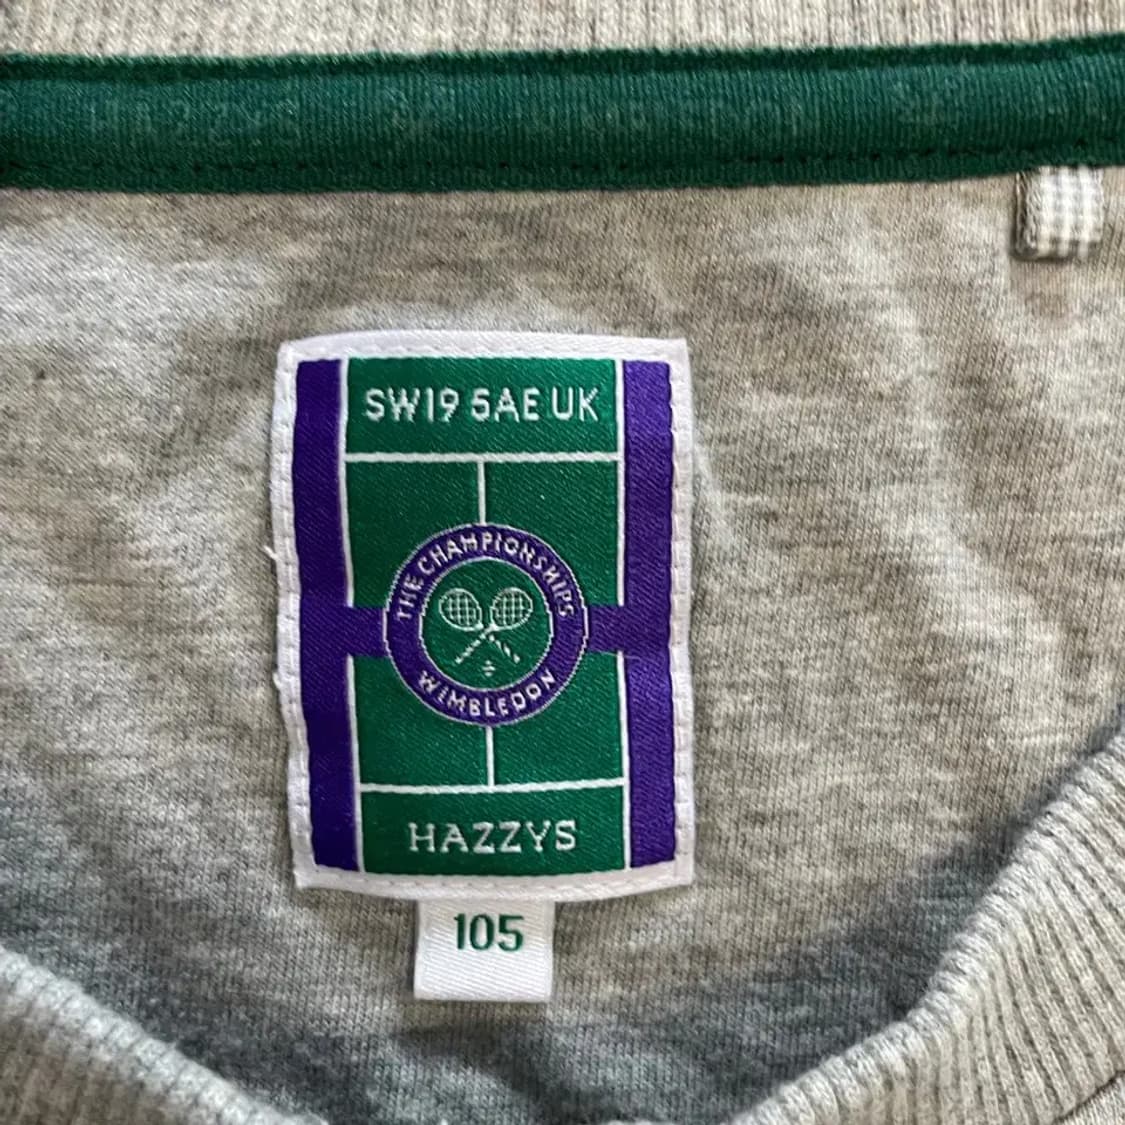 SW19 5AE UK
THE CHAMPIONSHIPS
WIMBLEDON
HAZZYS
105